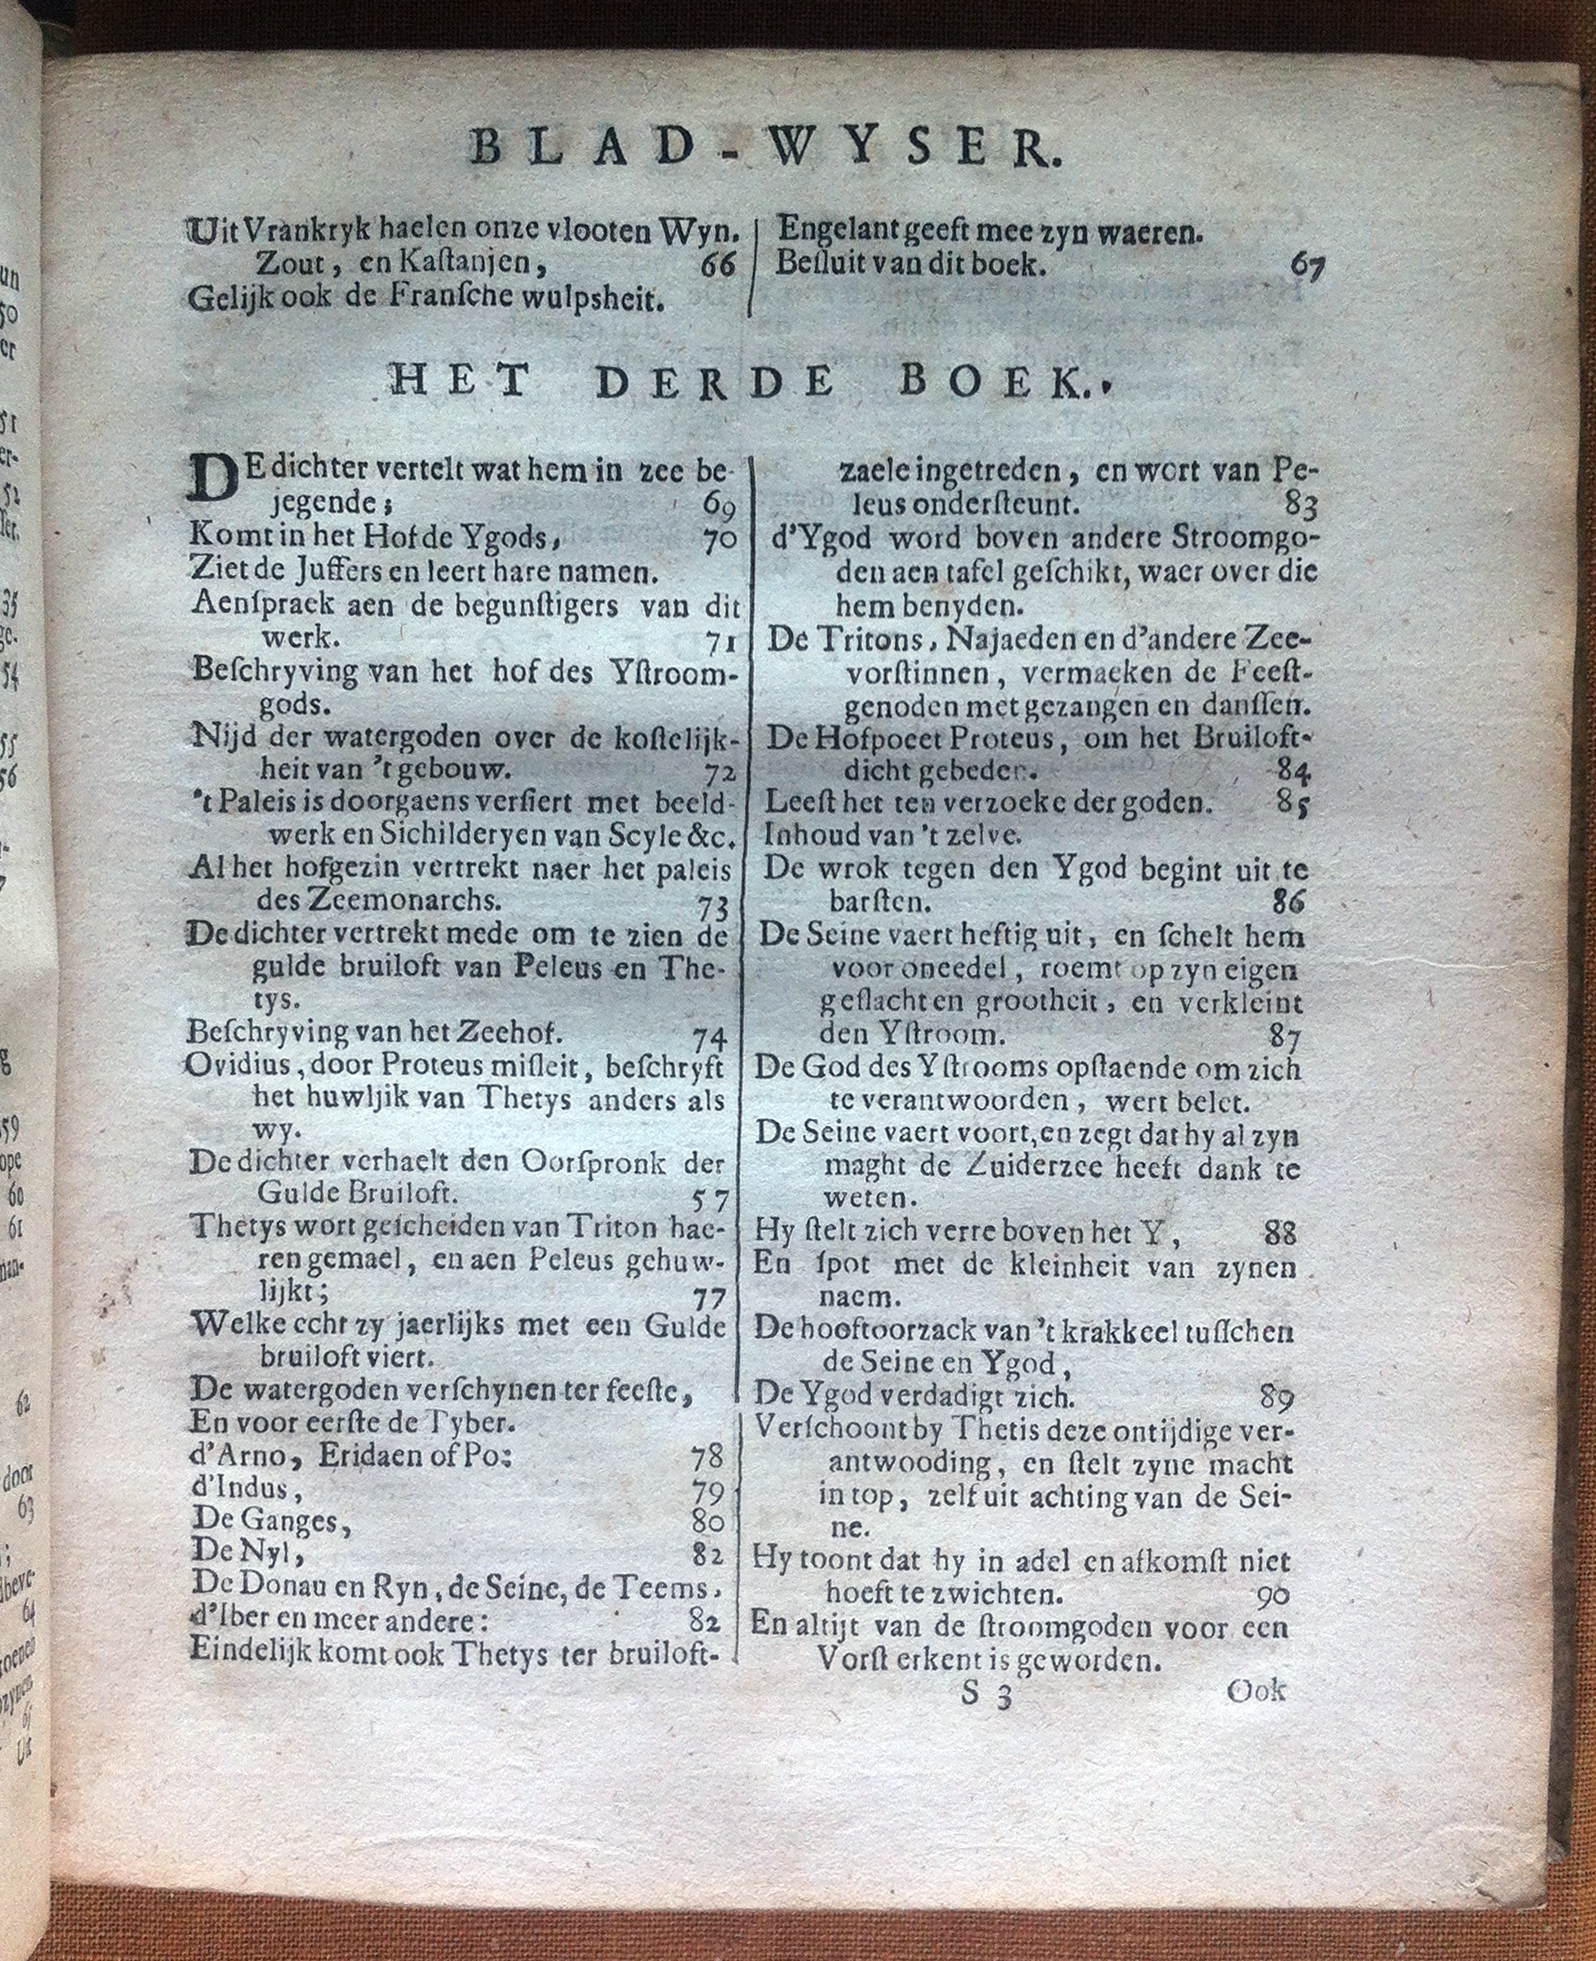 BLAD-WYSER.
Uit Vrankryk haelen onze vlooten Wyn.
Zout, en Kaſtanjen, 66
Gelijk ook de Franſche wulpsheit.
Engelant geeft mee zyn waeren.
Beſluit van dit boek. 67
HET DERDE BOEK.
DE dichter vertelt wat hem in zee be-
jegende; 69
Komt in het Hof de Ygods, 70
Ziet de Juffers en leert hare namen.
Aenſpraek aen de begunſtigers van dit
werk. 71
Beſchryving van het hof des Yſtroom-
gods.
Nijd der watergoden over de koſtelijk-
heit van 't gebouw. 72
't Paleis is doorgaens verſiert met beeld-
werk en Sichilderyen van Scyle &c.
Al het hofgezin vertrekt naer het paleis
des Zeemonarchs. 73
De dichter vertrekt mede om te zien de
gulde bruiloft van Peleus en The-
tys.
Beſchryving van het Zeehof. 74
Ovidius, door Proteus miſleit, beſchryft
het huwljik van Thetys anders als
wy.
De dichter verhaelt den Oorſpronk der
Gulde Bruiloft. 57
Thetys wort geſcheiden van Triton hae-
ren gemael, en aen Peleus gehuw-
lijkt; 77
Welke echt zy jaerlijks met een Gulde
bruiloft viert.
De watergoden verſchynen ter feeſte,
En voor eerſte de Tyber.
d'Arno, Eridaen of Po: 78
d'Indus, 79
De Ganges, 80
De Nyl, 82
De Donau en Ryn, de Seine, de Teems,
d'Iber en meer andere: 82
Eindelijk komt ook Thetys ter bruiloft-
zaele ingetreden, en wort van Pe-
leus onderſteunt. 83
d'Ygod word boven andere Stroomgo-
den aen tafel geſchikt, waer over die
hem benyden.
De Tritons, Najaeden en d'andere Zee-
vorſtinnen, vermaeken de Feeſt-
genoden met gezangen en danſſen.
De Hofpoeet Proteus, om het Bruiloft-
dicht gebeden. 84
Leeſt het ten verzoeke der goden. 85
Inhoud van 't zelve.
De wrok tegen den Ygod begint uit te
barſten. 86
De Seine vaert heftig uit, en ſchelt hem
voor oneedel, roemt op zyn eigen
geſlacht en grootheit, en verkleint
den Yſtroom. 87
De God des Yſtrooms opſtaende om zich
te verantwoorden, wert belet.
De Seine vaert voort, en zegt dat hy al zyn
maght de Zuiderzee heeft dank te
weten.
Hy ſtelt zich verre boven het Y, 88
En ſpot met de kleinheit van zynen
naem.
De hooftoorzack van 't krakkeel tuſſchen
de Seine en Ygod,
De Ygod verdadigt zich. 89
Verſchoont by Thetis deze ontijdige ver-
antwooding, en ſtelt zyne macht
in top, zelf uit achting van de Sei-
ne.
Hy toont dat hy in adel en afkomſt niet
hoeft te zwichten. 90
En altijt van de ſtroomgoden voor een
Vorſt erkent is geworden.
S 3 Ook